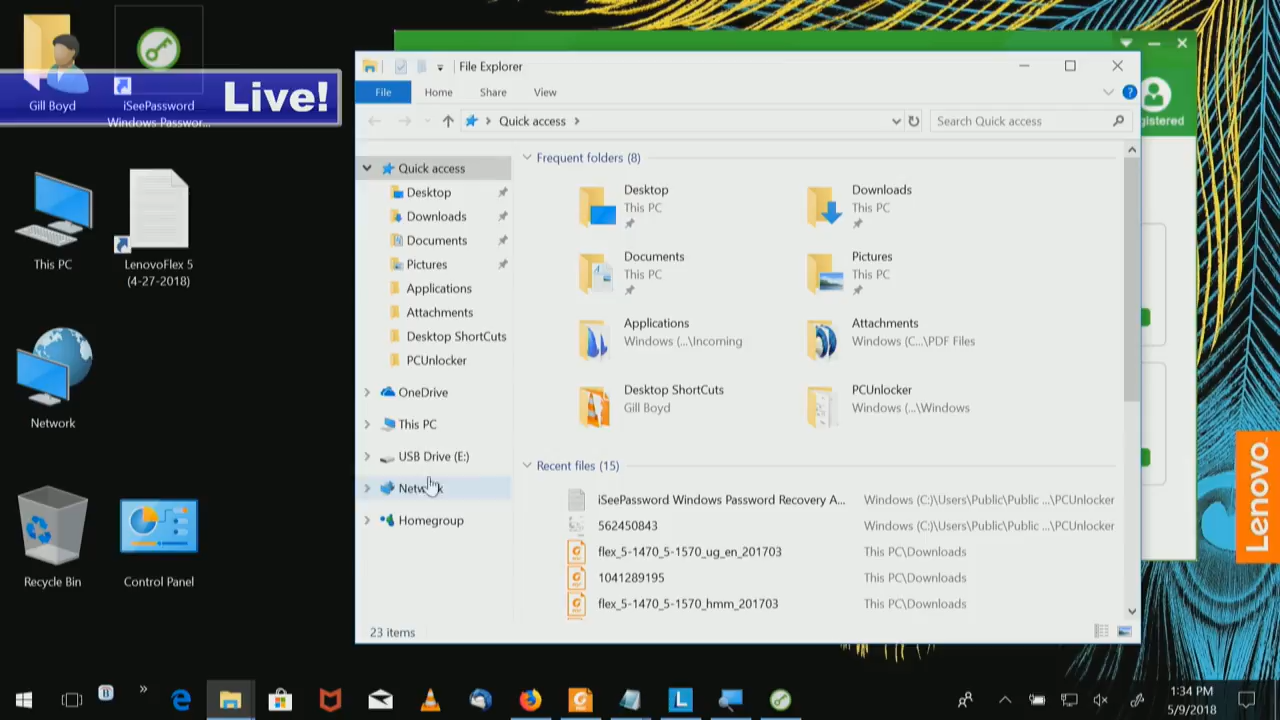 Gill Boyd
iSeePassword
Windows Passwor...
Live!
This PC
LenovoFlex 5
(4-27-2018)
Network
Recycle Bin
Control Panel
File Explorer
File
Home
Share
View
Quick access
Search Quick access
gistered
Quick access
Desktop
Downloads
Documents
Pictures
Applications
Attachments
Desktop ShortCuts
PCUnlocker
OneDrive
This PC
USB Drive (E:)
Network
Homegroup
Frequent folders (8)
Desktop
This PC
Downloads
This PC
Documents
This PC
Pictures
This PC
Applications
Windows (...\Incoming
Attachments
Windows (C...\PDF Files
Desktop ShortCuts
Gill Boyd
PCUnlocker
Windows (...\Windows
Recent files (15)
iSeePassword Windows Password Recovery A... Windows (C:)\Users\Public\Public ...\PCUnlocker
562450843 Windows (C:)\Users\Public\Public ...\PCUnlocker
flex_5-1470_5-1570_ug_en_201703 This PC\Downloads
1041289195 This PC\Downloads
flex_5-1470_5-1570_hmm_201703 This PC\Downloads
23 items
Lenovo
1:34 PM
5/9/2018